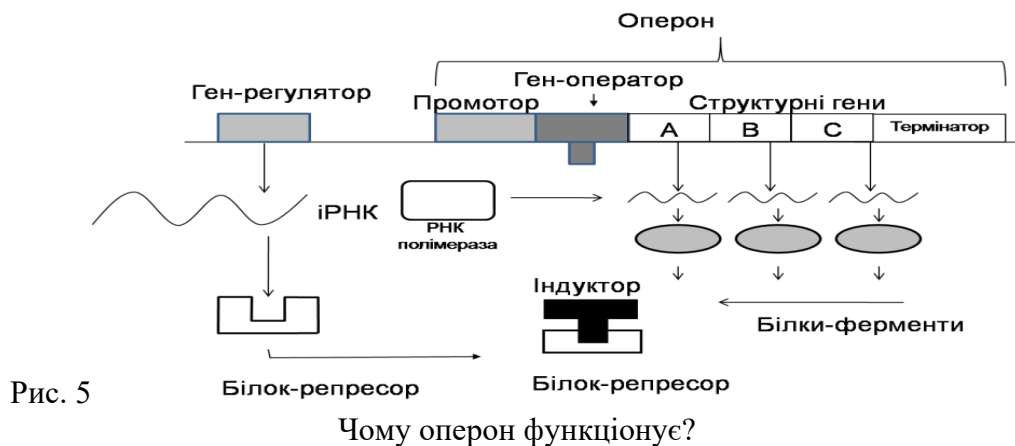 Оперон
Ген-оператор
Ген-регулятор
Промотор
Структурні гени
А
В
С
Термінатор
іРНК
РНК
полімераза
Індуктор
Білки-ферменти
Білок-репресор
Білок-репресор
Рис. 5
Чому оперон функціонує?